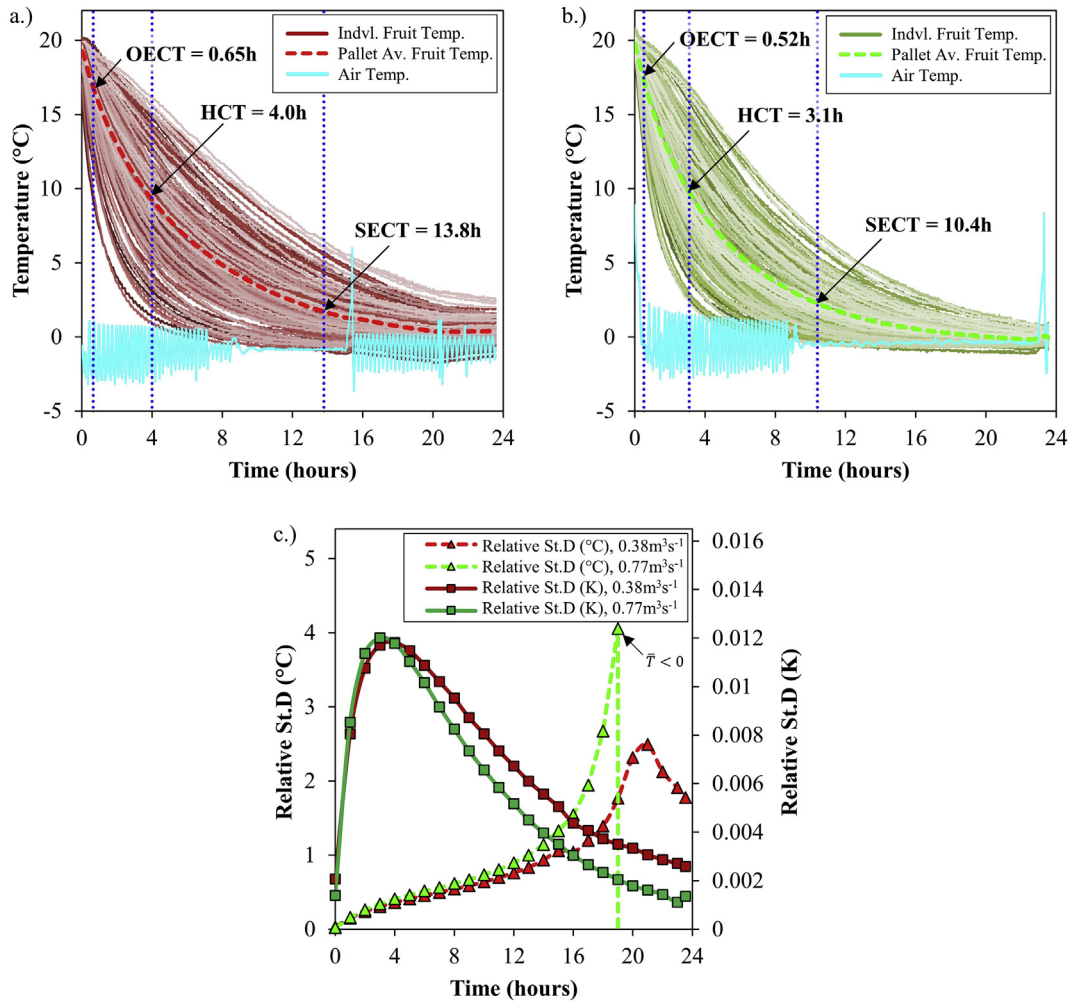 a.)
Indvl. Fruit Temp.
Pallet Av. Fruit Temp.
Air Temp.
OECT = 0.65h
HCT = 4.0h
SECT = 13.8h
Temperature (°C)
20
15
10
5
0
-5
0 4 8 12 16 20 24
Time (hours)
b.)
Indvl. Fruit Temp.
Pallet Av. Fruit Temp.
Air Temp.
OECT = 0.52h
HCT = 3.1h
SECT = 10.4h
Temperature (°C)
20
15
10
5
0
-5
0 4 8 12 16 20 24
Time (hours)
c.)
Relative St.D (°C), 0.38m³s⁻¹
Relative St.D (°C), 0.77m³s⁻¹
Relative St.D (K), 0.38m³s⁻¹
Relative St.D (K), 0.77m³s⁻¹
T̄ < 0
Relative St.D (°C)
5
4
3
2
1
0
Relative St.D (K)
0.016
0.014
0.012
0.01
0.008
0.006
0.004
0.002
0
0 4 8 12 16 20 24
Time (hours)